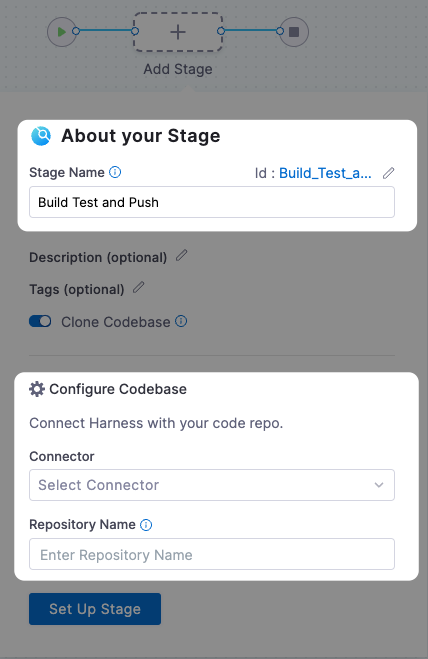 Add Stage
About your Stage
Stage Name Id : Build_Test_a...
Build Test and Push
Description (optional)
Tags (optional)
Clone Codebase
Configure Codebase
Connect Harness with your code repo.
Connector
Select Connector
Repository Name
Enter Repository Name
Set Up Stage